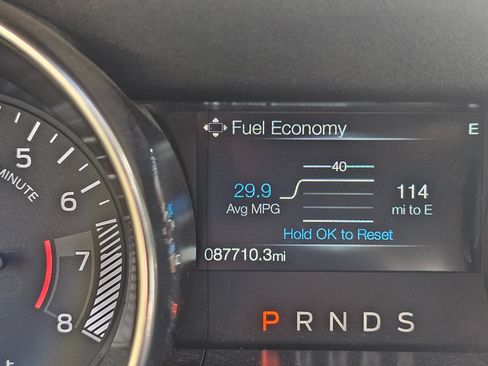 Fuel Economy
E
40
29.9
Avg MPG
114
mi to E
Hold OK to Reset
087710.3mi
P R N D S
5
6
7
8
MINUTE